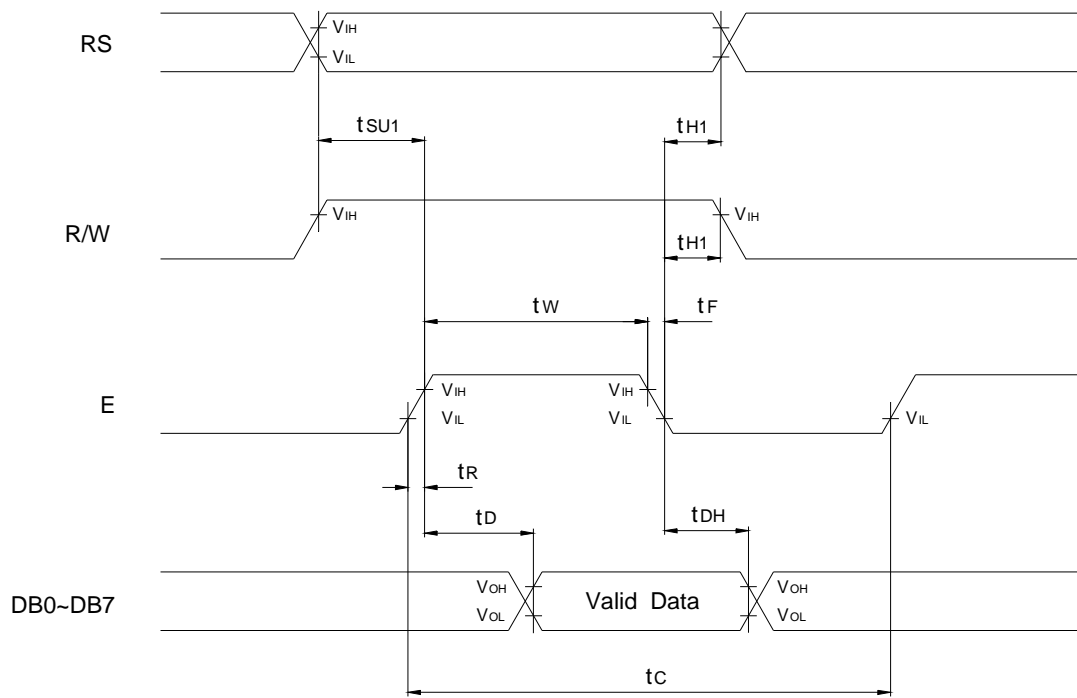 RS
VIH
VIL
tSU1
tH1
R/W
VIH
VIH
tH1
tW
tF
E
VIH
VIH
VIL
VIL
VIL
tR
tD
tDH
DB0~DB7
VOH
Valid Data
VOH
VOL
VOL
tC